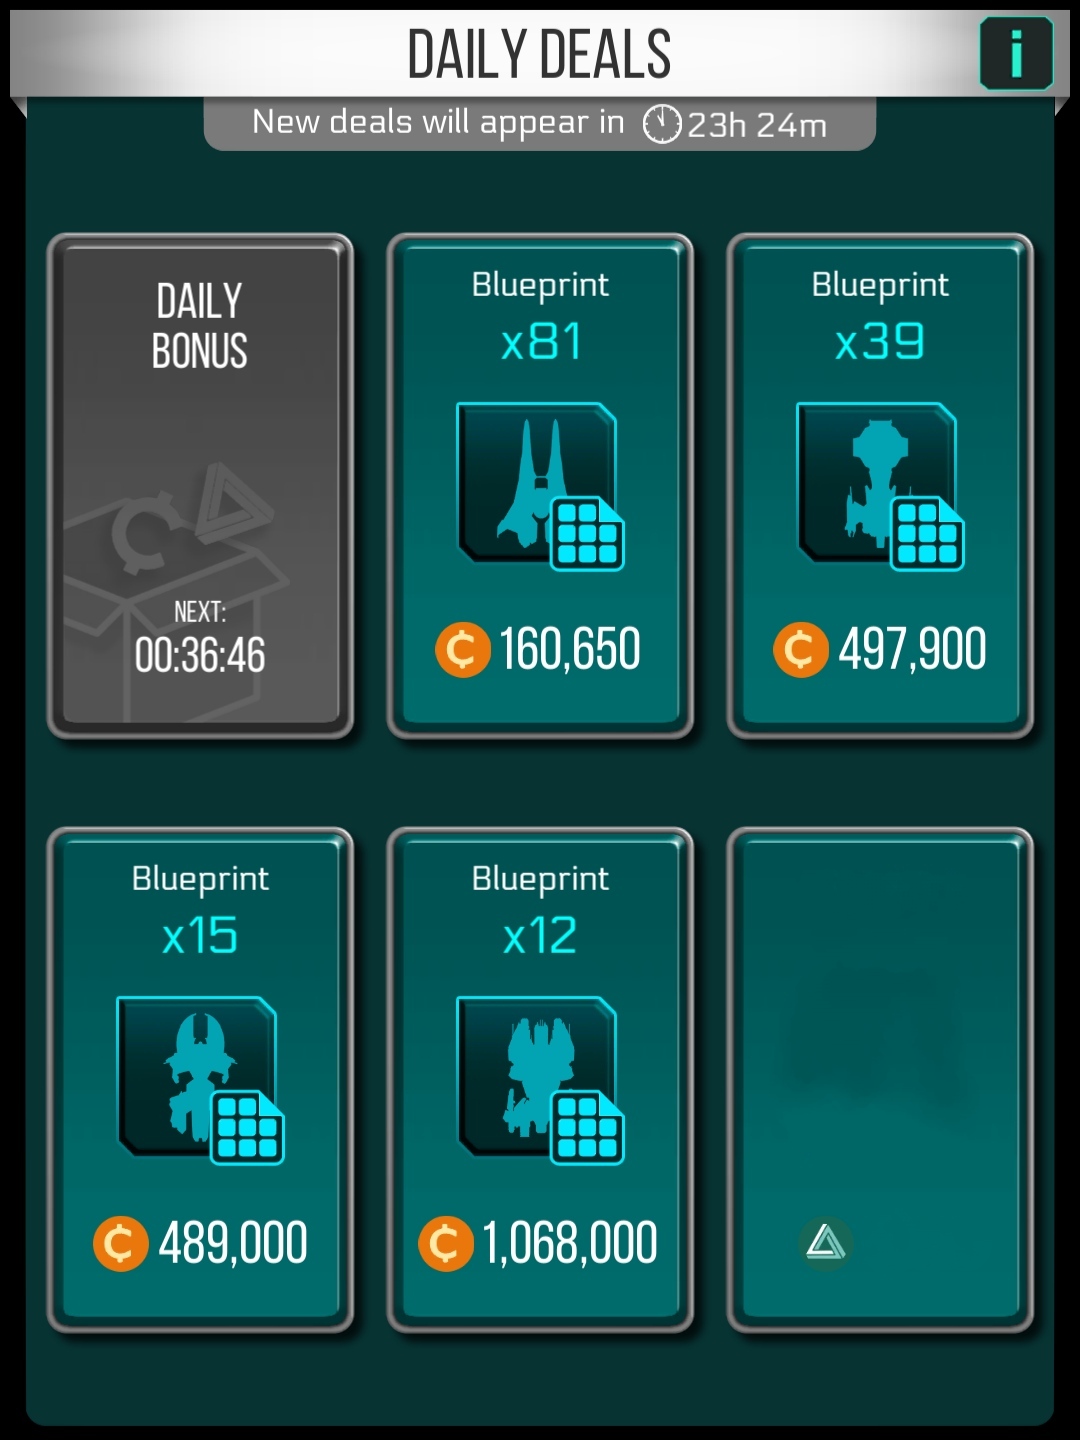 DAILY DEALS
i
New deals will appear in 23h 24m
DAILY
BONUS
NEXT:
00:36:46
Blueprint
x81
160,650
Blueprint
x39
497,900
Blueprint
x15
489,000
Blueprint
x12
1,068,000